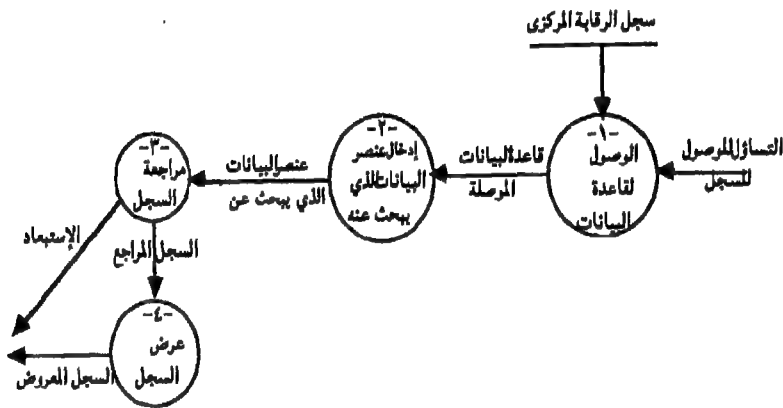 سجل الرقابة المركزى
-١-
الوصول
لقاعدة
البيانات
التساؤل الموصول
للسجل
قاعدة البيانات
الموصلة
-٢-
إدخال عنصر
البيانات الذي
يبحث عنه
عنصر البيانات
الذي يبحث عن
-٣-
مراجعة
السجل
الإستبعاد
السجل المراجع
-٤-
عرض
السجل
السجل المعروض